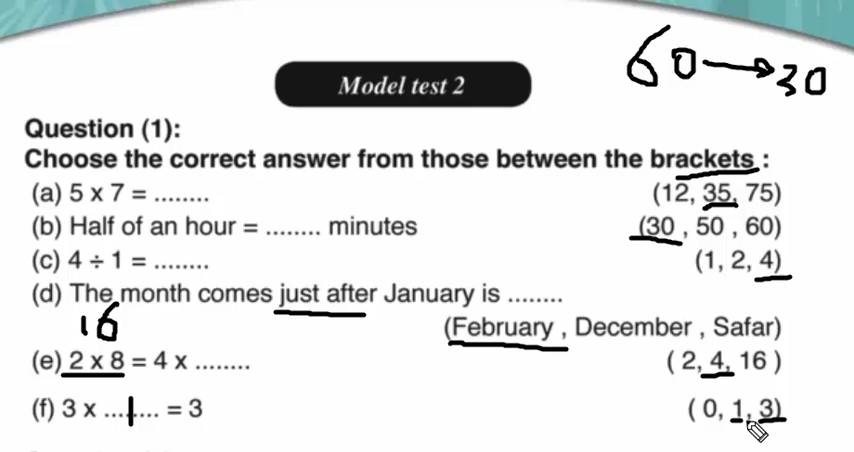 60 → 30
Model test 2
Question (1):
Choose the correct answer from those between the brackets :
(a) 5 x 7 = ........ (12, 35, 75)
(b) Half of an hour = ........ minutes (30 , 50 , 60)
(c) 4 ÷ 1 = ........ (1, 2, 4)
(d) The month comes just after January is ........
16 (February , December , Safar)
(e) 2 x 8 = 4 x ........ ( 2, 4, 16 )
(f) 3 x ...1.... = 3 ( 0, 1, 3)